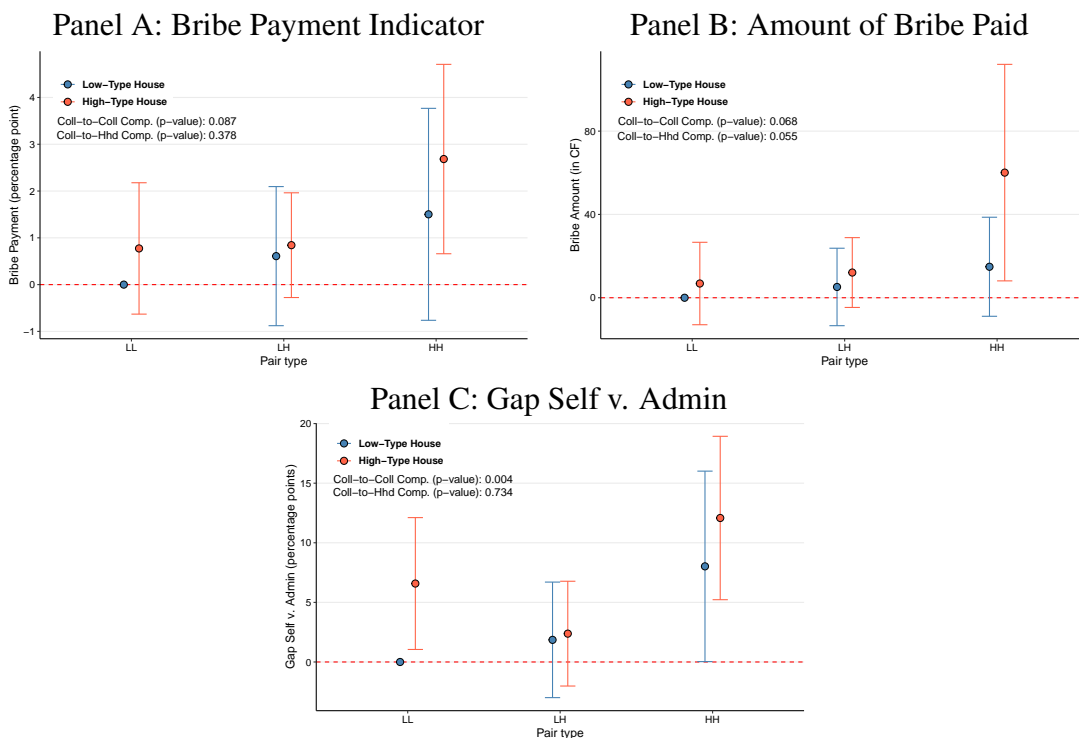 Panel A: Bribe Payment Indicator
Bribe Payment (percentage point)
4
3
2
1
0
−1
Low−Type House
High−Type House
Coll−to−Coll Comp. (p−value): 0.087
Coll−to−Hhd Comp. (p−value): 0.378
LL
LH
HH
Pair type
Panel B: Amount of Bribe Paid
Bribe Amount (in CF)
80
40
0
Low−Type House
High−Type House
Coll−to−Coll Comp. (p−value): 0.068
Coll−to−Hhd Comp. (p−value): 0.055
LL
LH
HH
Pair type
Panel C: Gap Self v. Admin
Gap Self v. Admin (percentage points)
20
15
10
5
0
Low−Type House
High−Type House
Coll−to−Coll Comp. (p−value): 0.004
Coll−to−Hhd Comp. (p−value): 0.734
LL
LH
HH
Pair type